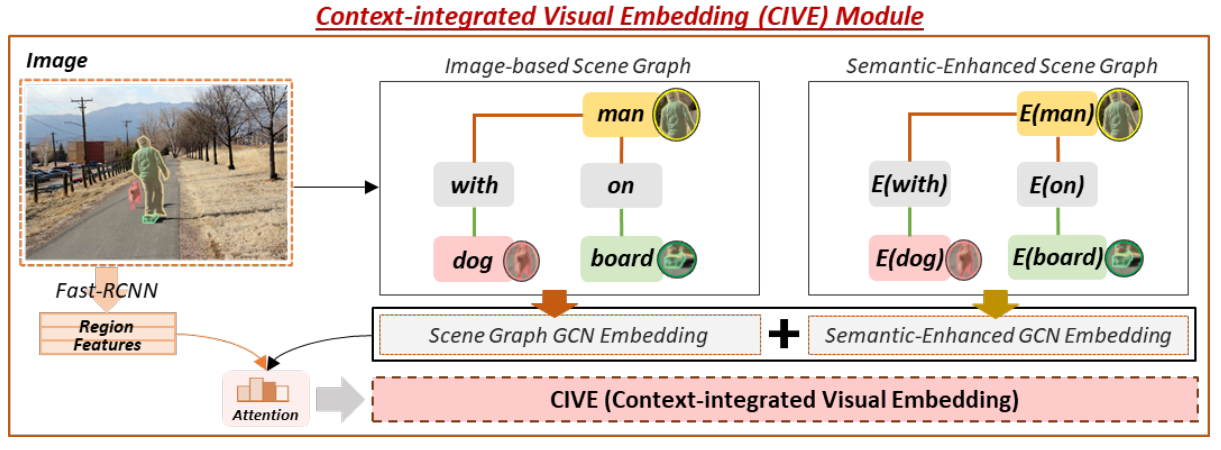 Context-integrated Visual Embedding (CIVE) Module
Image
Image-based Scene Graph
Semantic-Enhanced Scene Graph
man
with
on
dog
board
E(man)
E(with)
E(on)
E(dog)
E(board)
Fast-RCNN
Region
Features
Scene Graph GCN Embedding
+
Semantic-Enhanced GCN Embedding
Attention
CIVE (Context-integrated Visual Embedding)